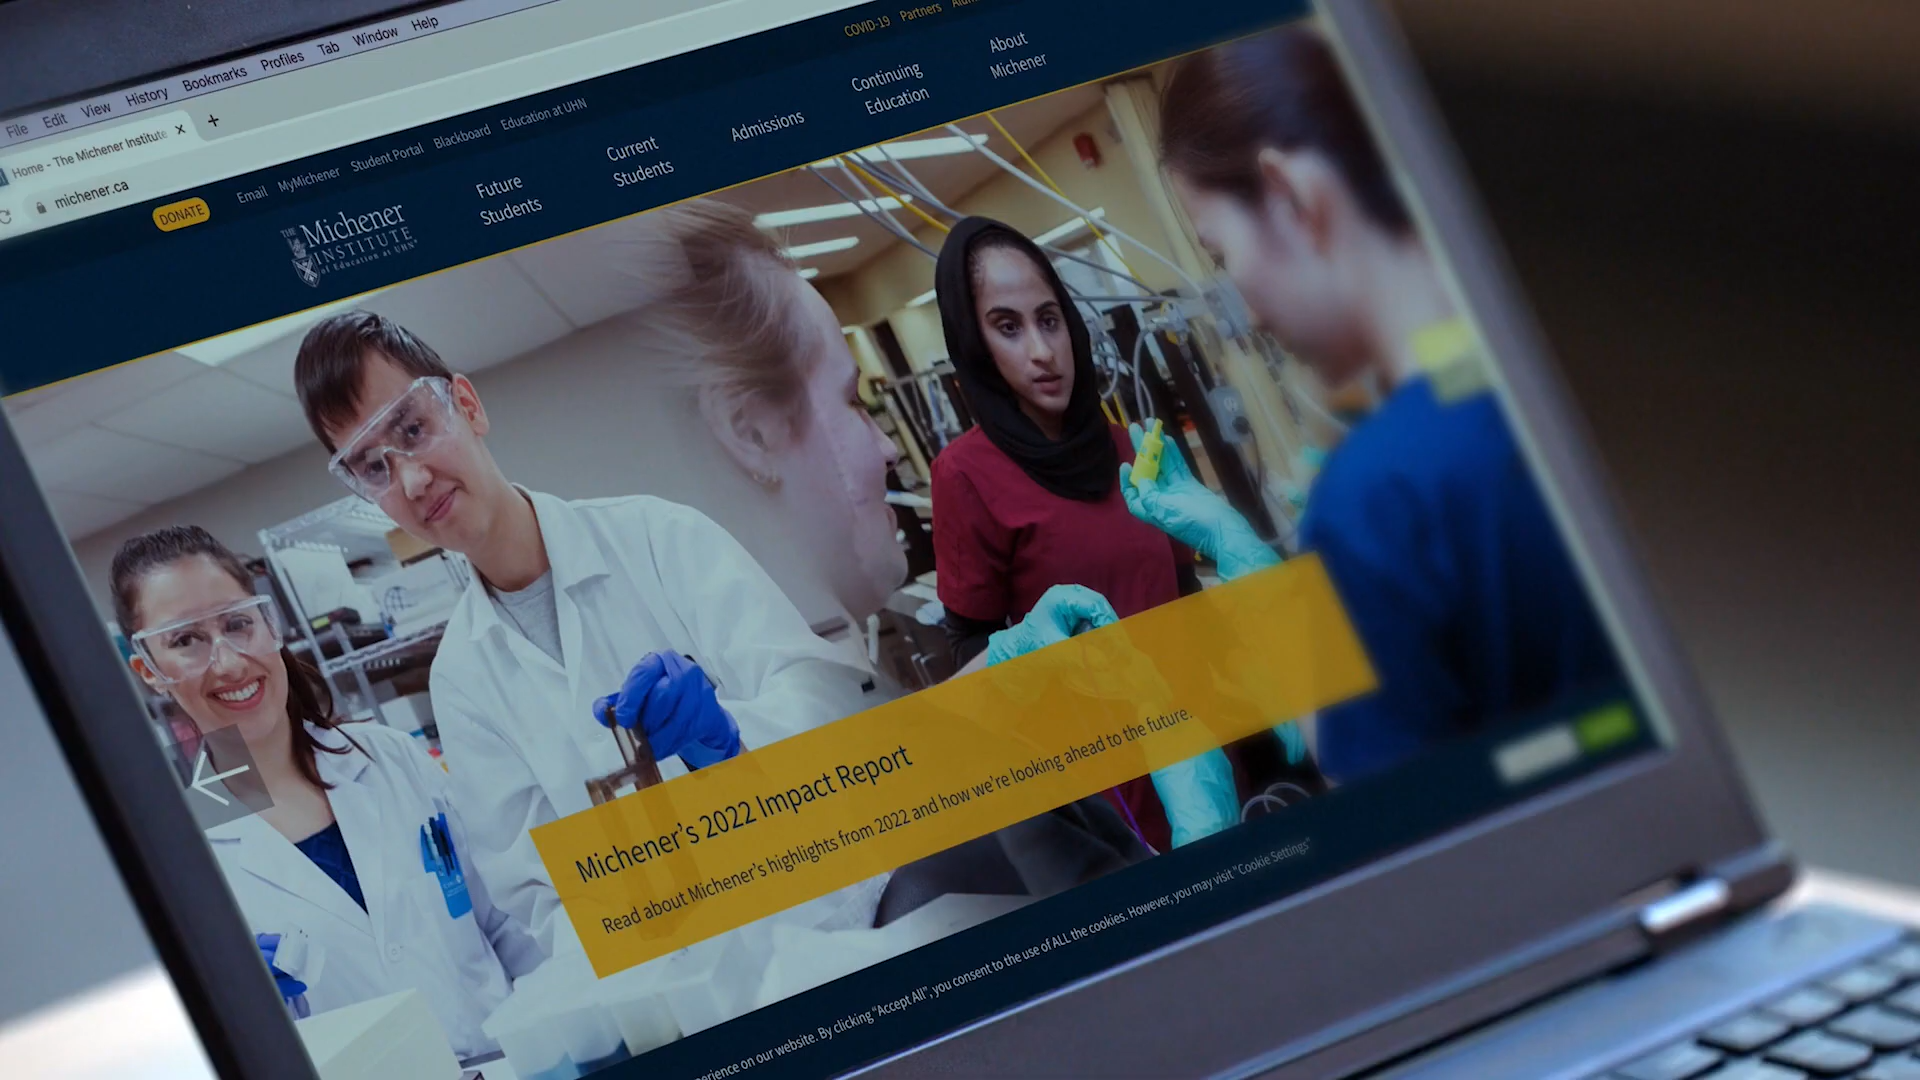 File Edit View History Bookmarks Profiles Tab Window Help
Home - The Michener Institute
michener.ca
DONATE
Email MyMichener Student Portal Blackboard Education at UHN
COVID-19 Partners
THE Michener
INSTITUTE
of Education at UHN
Future
Students
Current
Students
Admissions
Continuing
Education
About
Michener
Michener's 2022 Impact Report
Read about Michener's highlights from 2022 and how we're looking ahead to the future.
on our website. By clicking "Accept All", you consent to the use of ALL the cookies. However, you may visit "Cookie Settings"